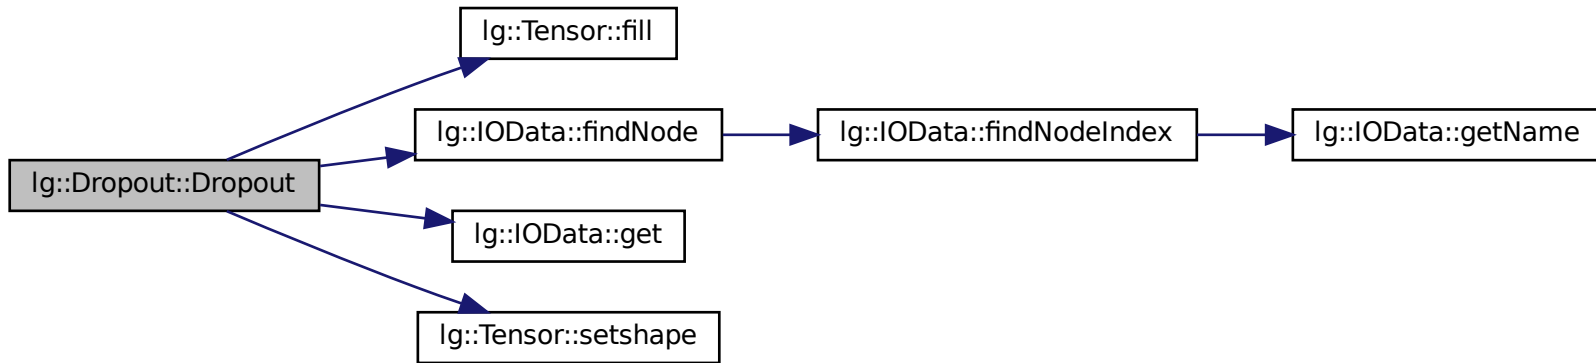 lg::Tensor::fill
lg::IOData::findNode
lg::IOData::findNodeIndex
lg::IOData::getName
lg::Dropout::Dropout
lg::IOData::get
lg::Tensor::setshape